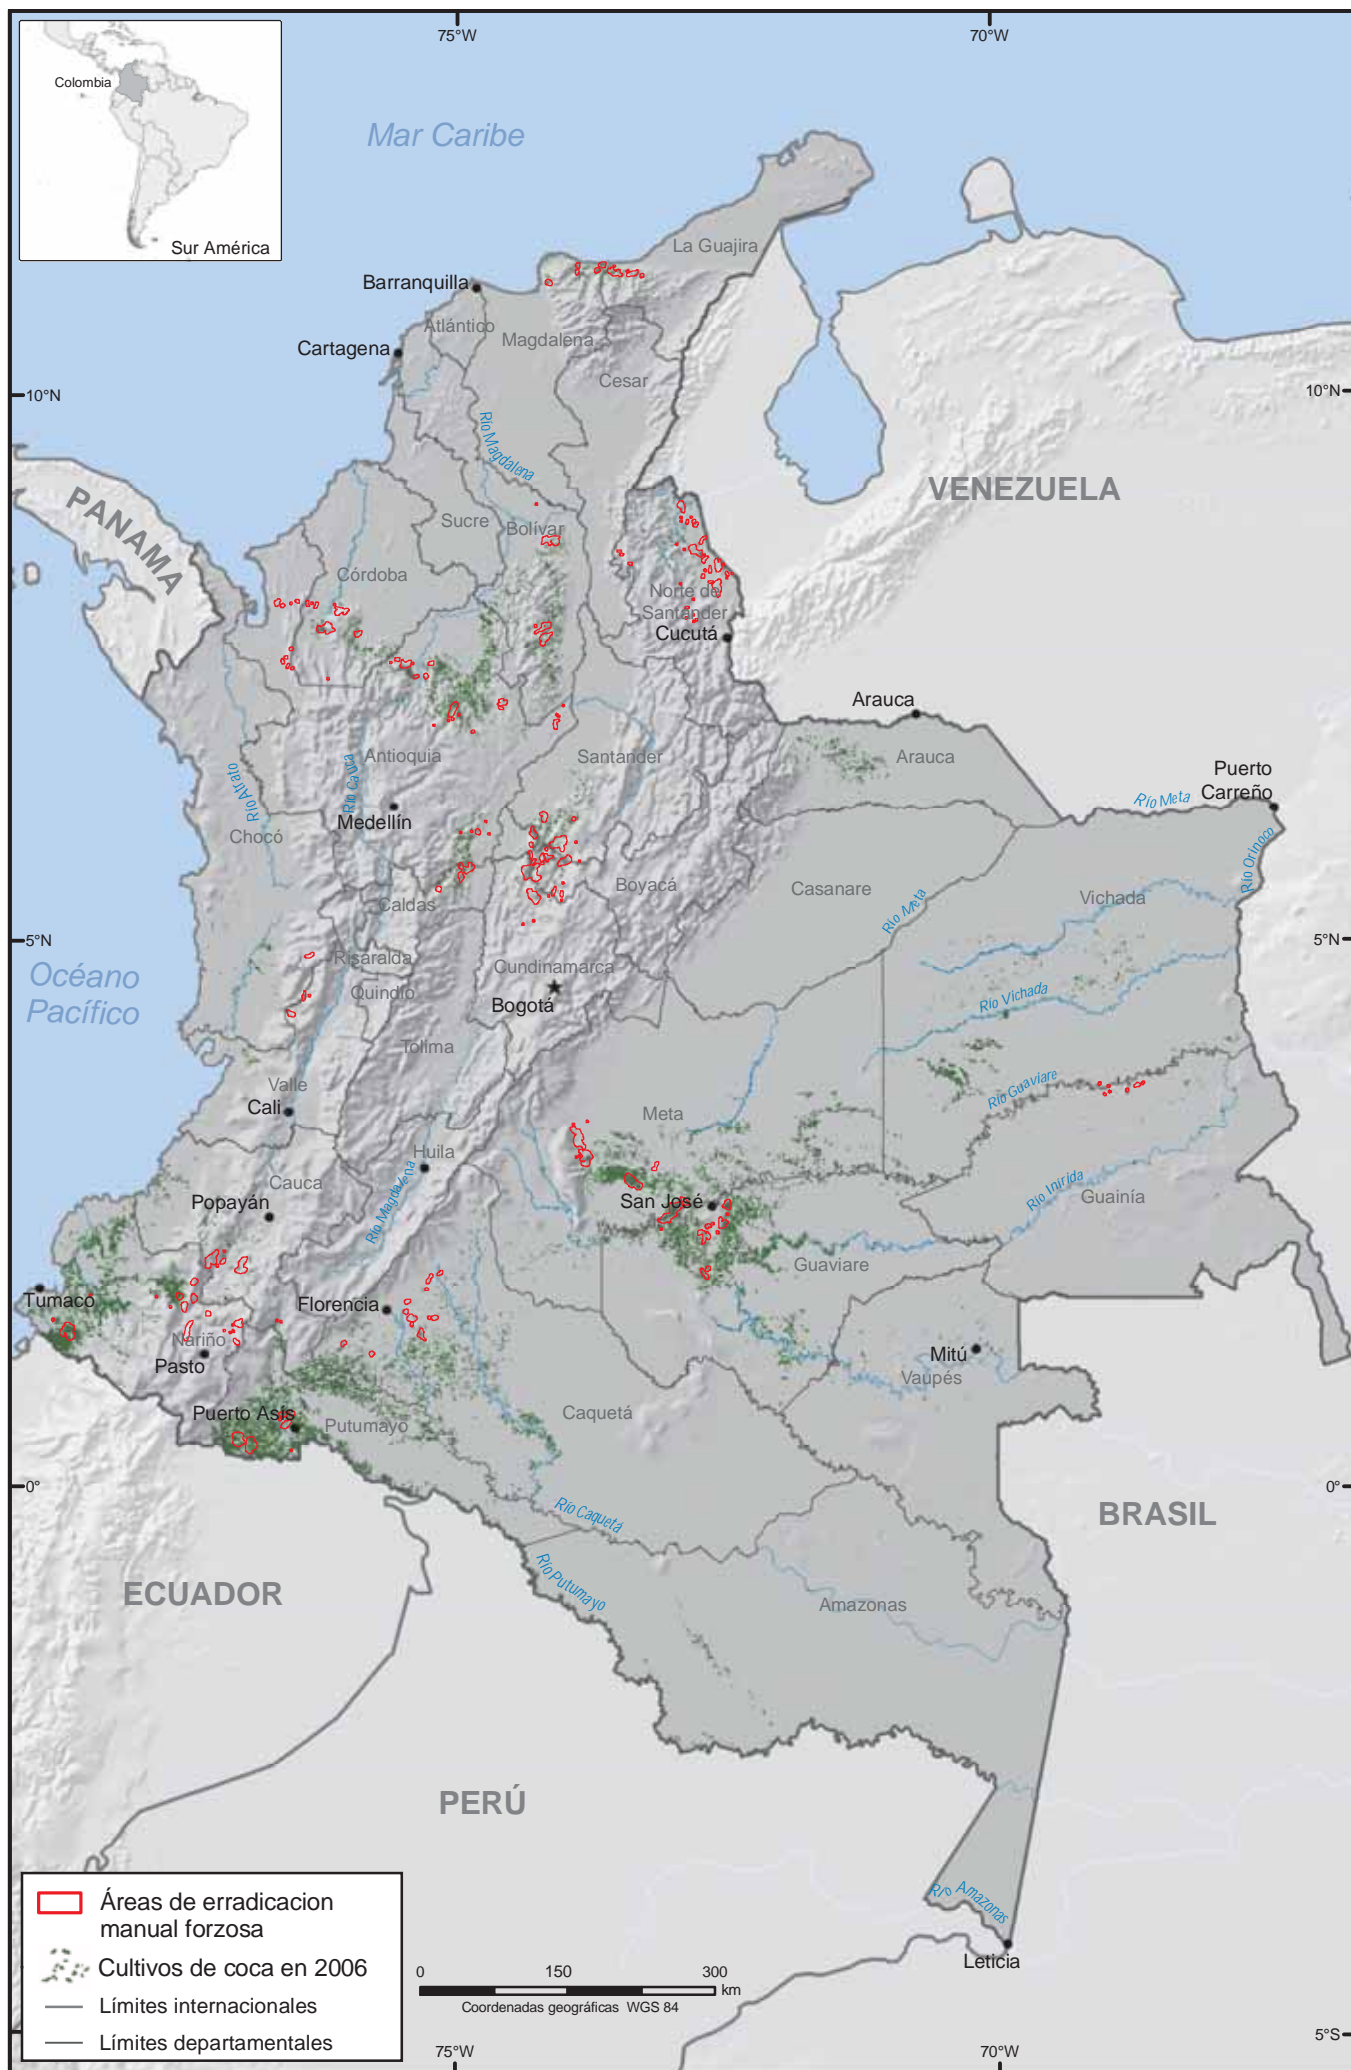 75°W
70°W
Colombia
Sur América
Mar Caribe
La Guajira
Barranquilla
Atlántico
Magdalena
Cartagena
Cesar
10°N
10°N
Río Magdalena
VENEZUELA
PANAMA
Sucre
Bolívar
Córdoba
Norte de
Santander
Cucutá
Arauca
Antioquia
Santander
Arauca
Río Atrato
Río Cauca
Puerto
Carreño
Río Meta
Medellín
Chocó
Río Orinoco
Boyacá
Casanare
Caldas
Río Meta
Vichada
5°N
5°N
Risaralda
Cundinamarca
Océano
Pacífico
Quindío
Bogotá
Río Vichada
Tolima
Valle
Río Guaviare
Cali
Meta
Huila
Cauca
Río Magdalena
Popayán
San José
Río Inírida
Guainía
Guaviare
Tumaco
Florencia
Nariño
Pasto
Mitú
Vaupés
Puerto Asís
Putumayo
Caquetá
0°
0°
Río Caquetá
BRASIL
ECUADOR
Río Putumayo
Amazonas
PERÚ
Río Amazonas
Leticia
Áreas de erradicacion
manual forzosa
Cultivos de coca en 2006
Límites internacionales
Límites departamentales
0 150 300
km
Coordenadas geográficas WGS 84
5°S
75°W
70°W